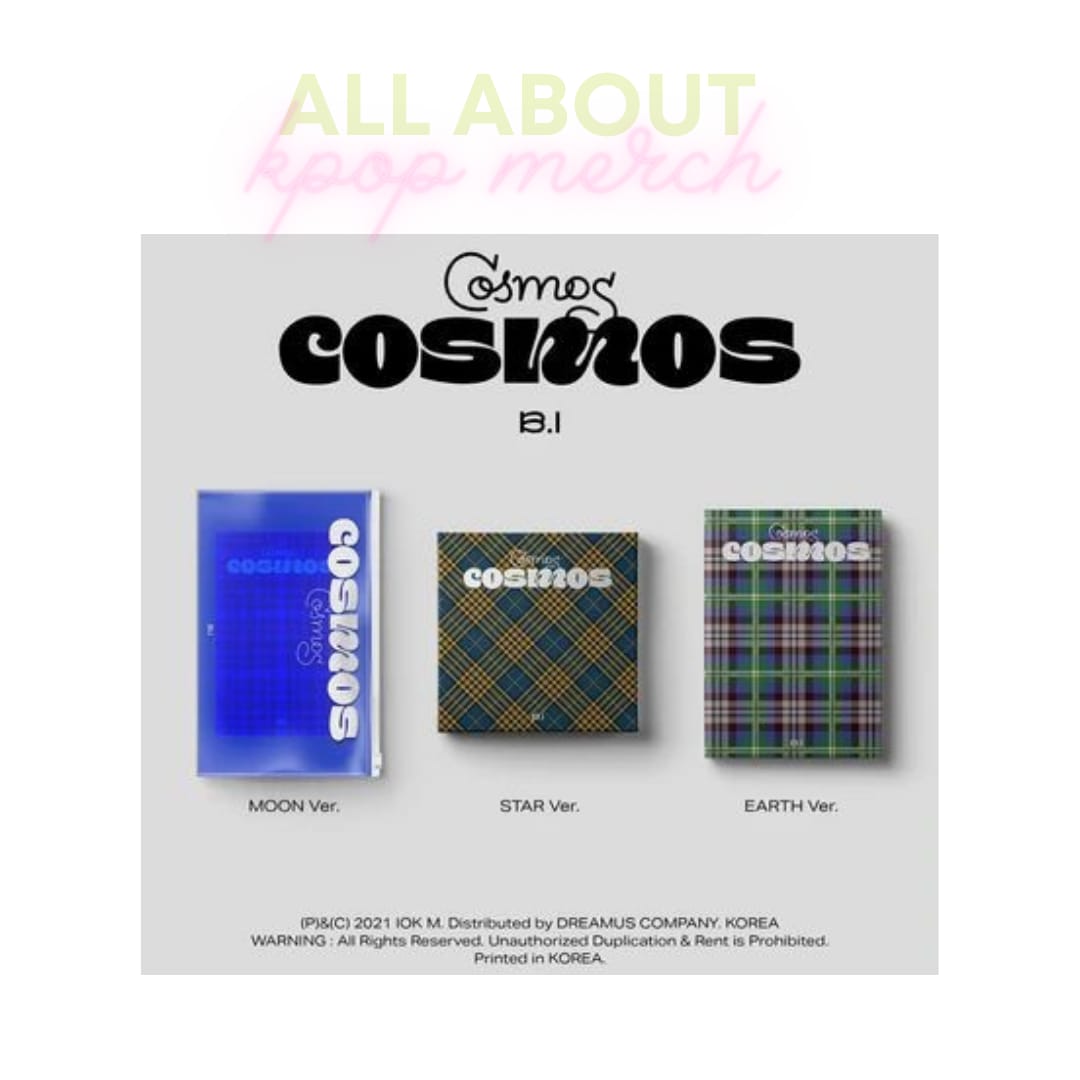 ALL ABOUT
kpop merch
Cosmos
COSMOS
B.I
COSMOS
COSMOS
Cosmos
B.I
Cosmos
COSMOS
B.I
Cosmos
COSMOS
B.I
MOON Ver.
STAR Ver.
EARTH Ver.
(P)&(C) 2021 IOK M. Distributed by DREAMUS COMPANY. KOREA
WARNING : All Rights Reserved. Unauthorized Duplication & Rent is Prohibited.
Printed in KOREA.